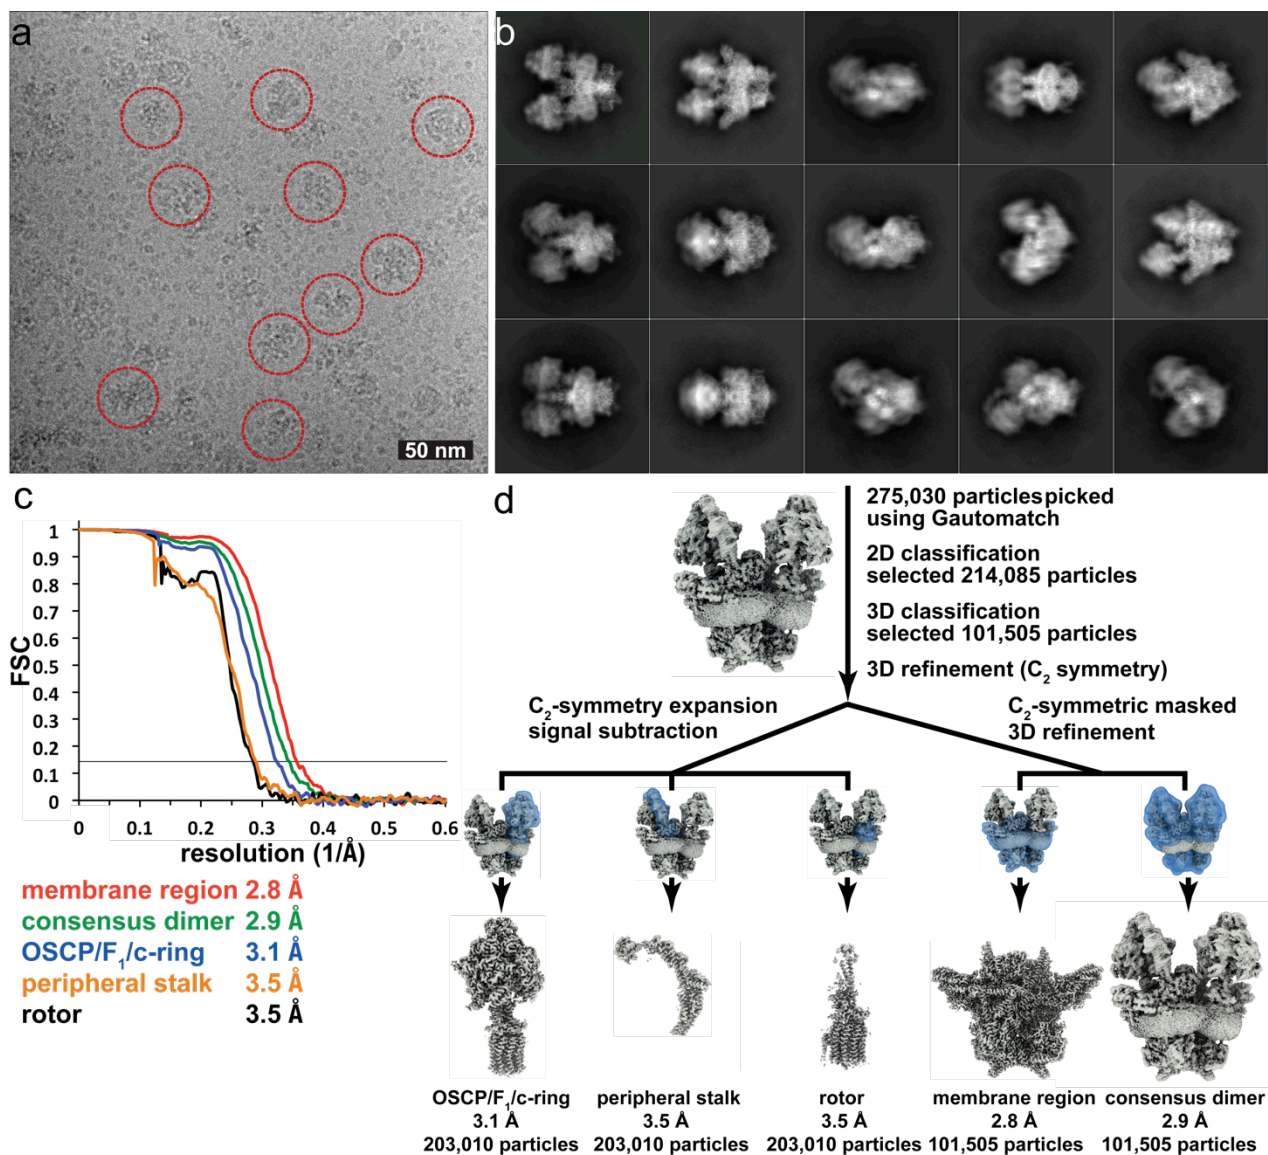 a
50 nm
b
c
FSC
1
0.9
0.8
0.7
0.6
0.5
0.4
0.3
0.2
0.1
0
0 0.1 0.2 0.3 0.4 0.5 0.6
resolution (1/Å)
membrane region 2.8 Å
consensus dimer 2.9 Å
OSCP/F₁/c-ring 3.1 Å
peripheral stalk 3.5 Å
rotor 3.5 Å
d
275,030 particles picked
using Gautomatch
2D classification
selected 214,085 particles
3D classification
selected 101,505 particles
3D refinement (C₂ symmetry)
C₂-symmetry expansion
signal subtraction
C₂-symmetric masked
3D refinement
OSCP/F₁/c-ring
3.1 Å
203,010 particles
peripheral stalk
3.5 Å
203,010 particles
rotor
3.5 Å
203,010 particles
membrane region
2.8 Å
101,505 particles
consensus dimer
2.9 Å
101,505 particles